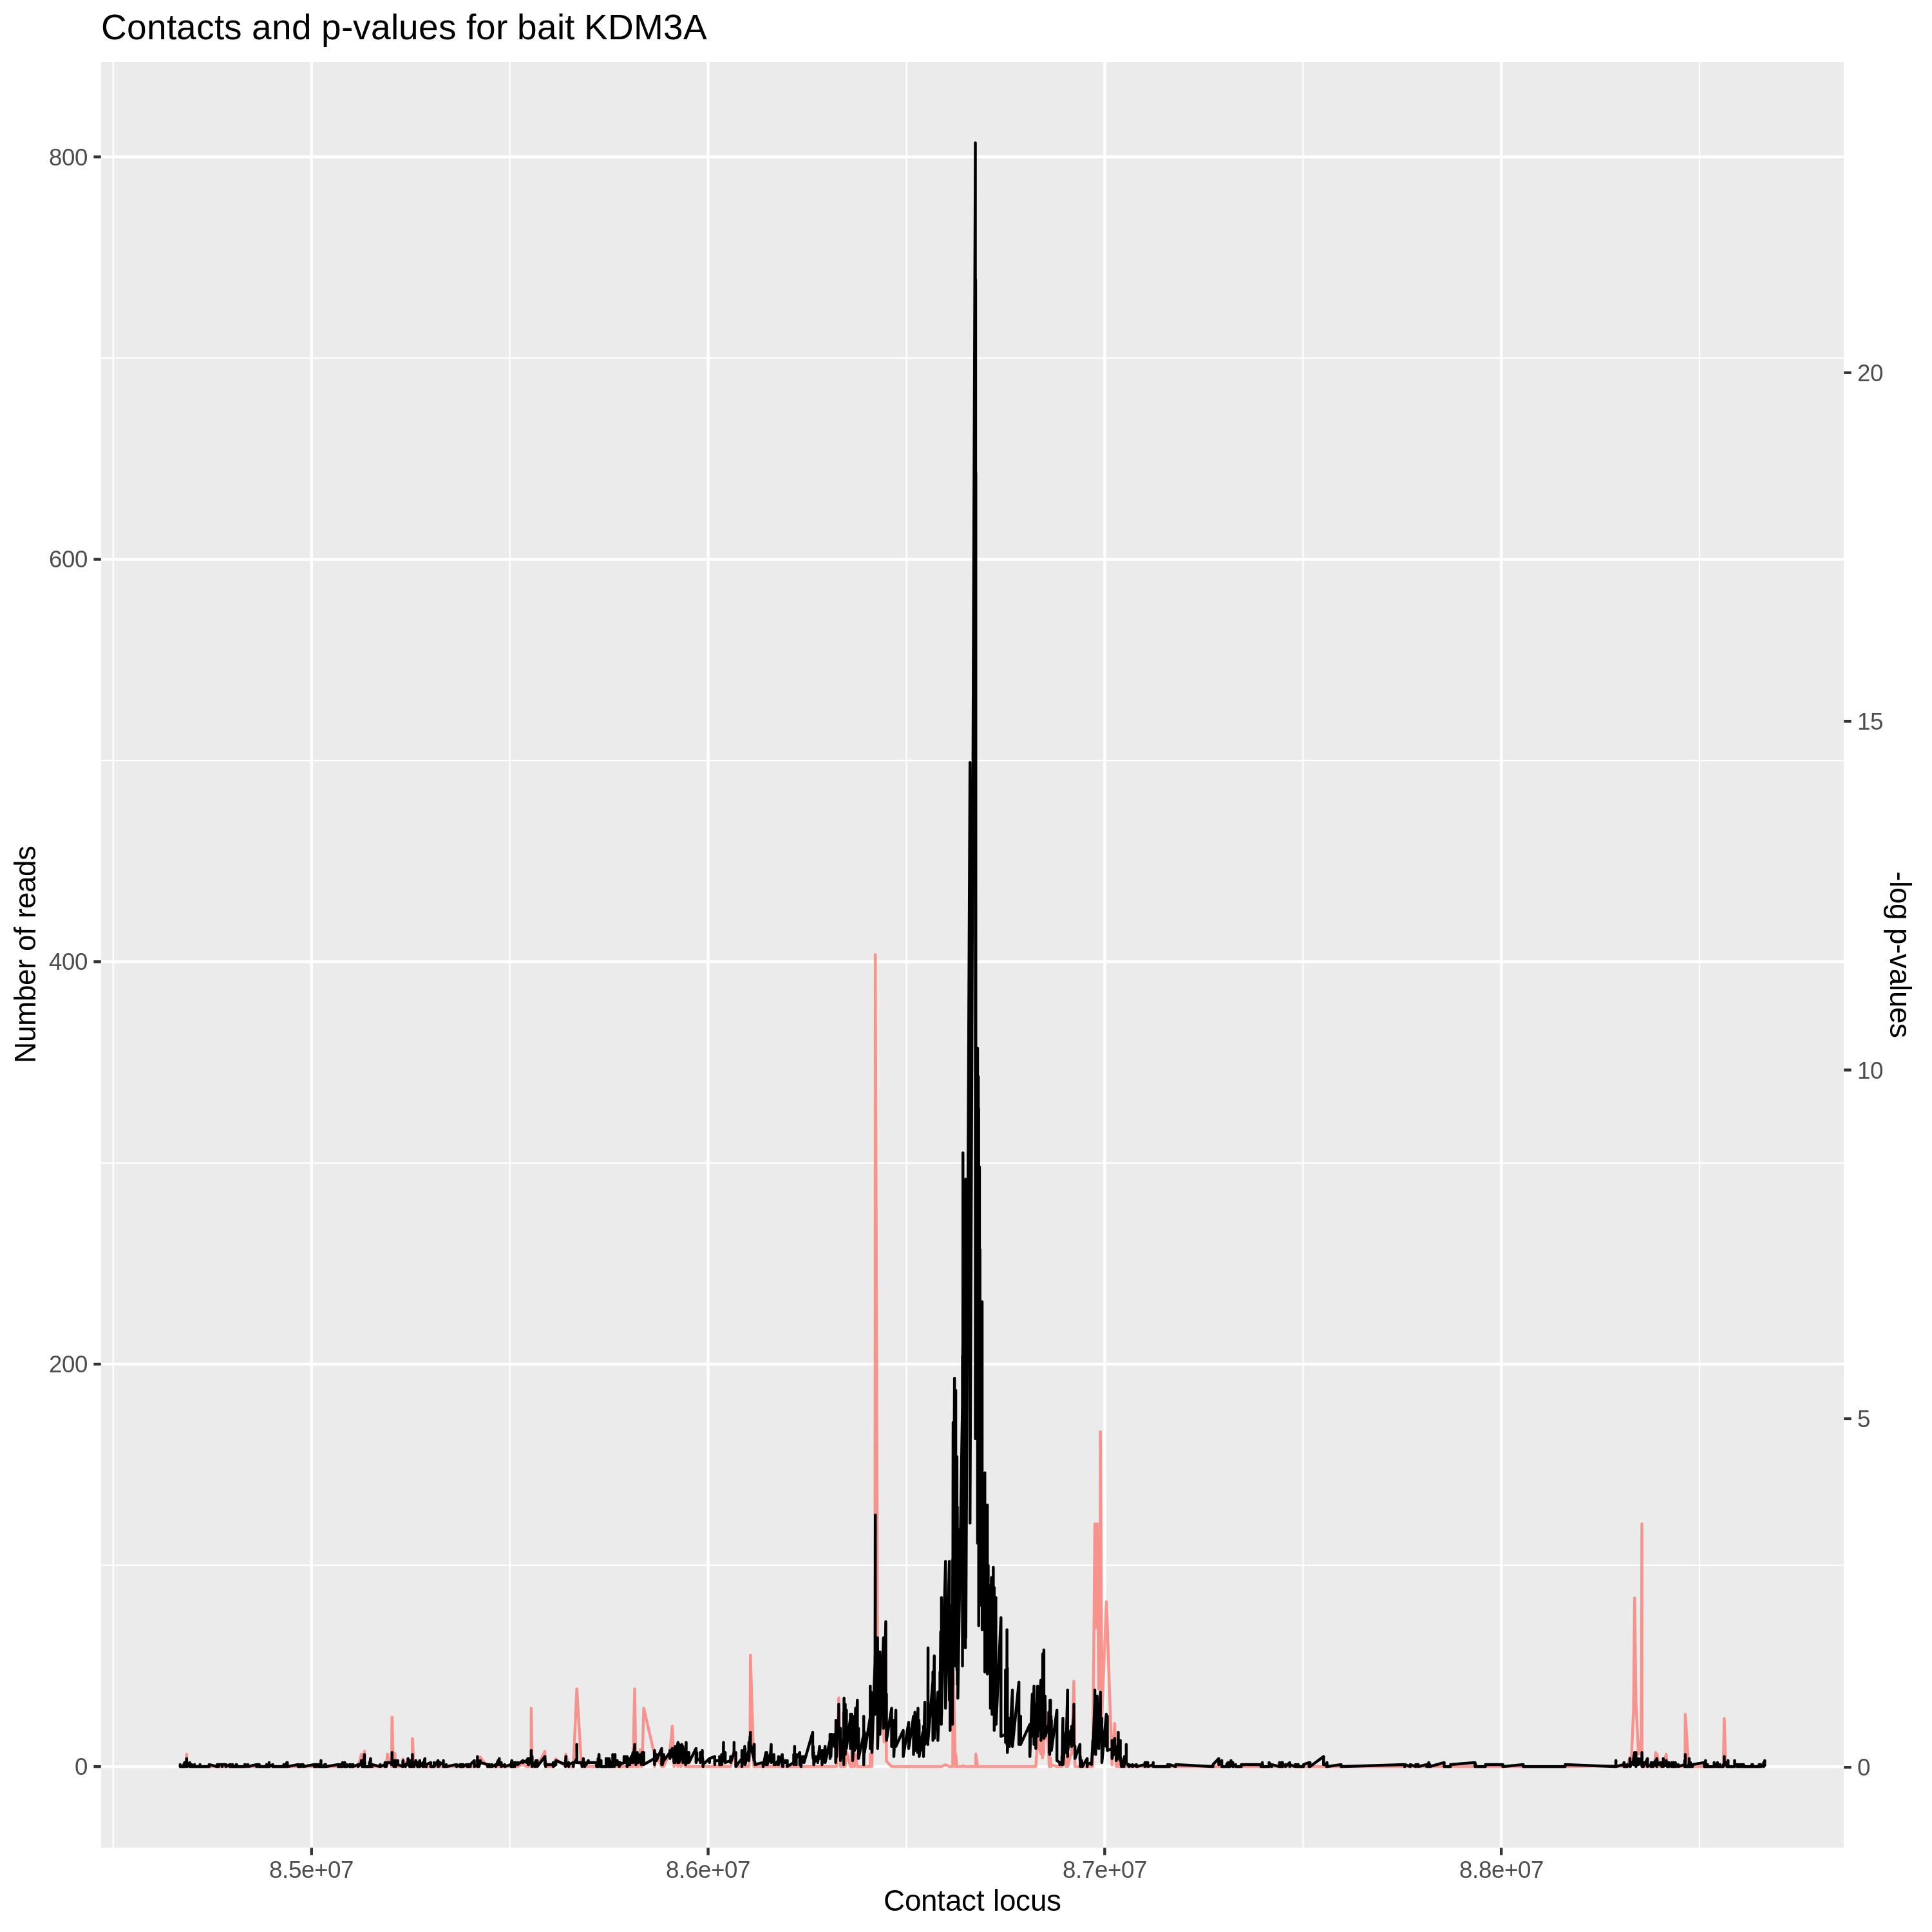 Contacts and p-values for bait KDM3A
800
600
400
200
0
Number of reads
20
15
10
5
0
-log p-values
8.5e+07
8.6e+07
8.7e+07
8.8e+07
Contact locus